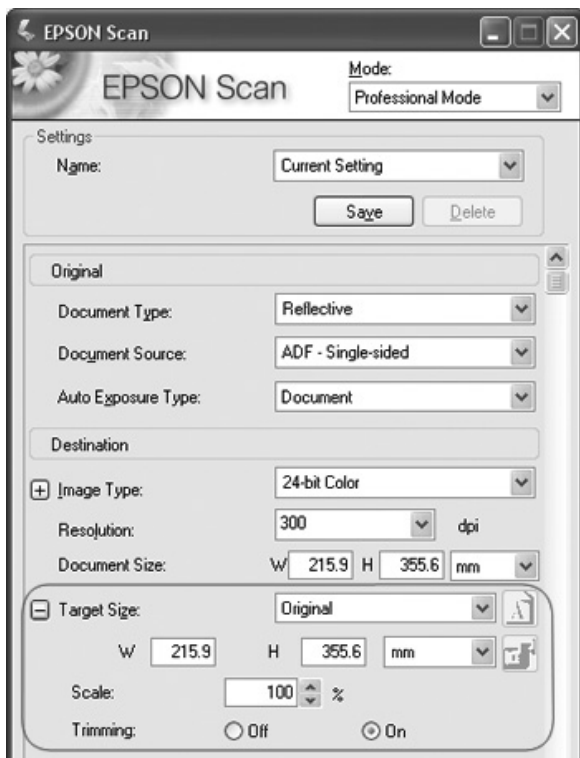 EPSON Scan
EPSON Scan
Mode:
Professional Mode
Settings
Name: Current Setting
Save Delete
Original
Document Type: Reflective
Document Source: ADF - Single-sided
Auto Exposure Type: Document
Destination
Image Type: 24-bit Color
Resolution: 300 dpi
Document Size: W 215.9 H 355.6 mm
Target Size: Original
W 215.9 H 355.6 mm
Scale: 100 %
Trimming: Off On